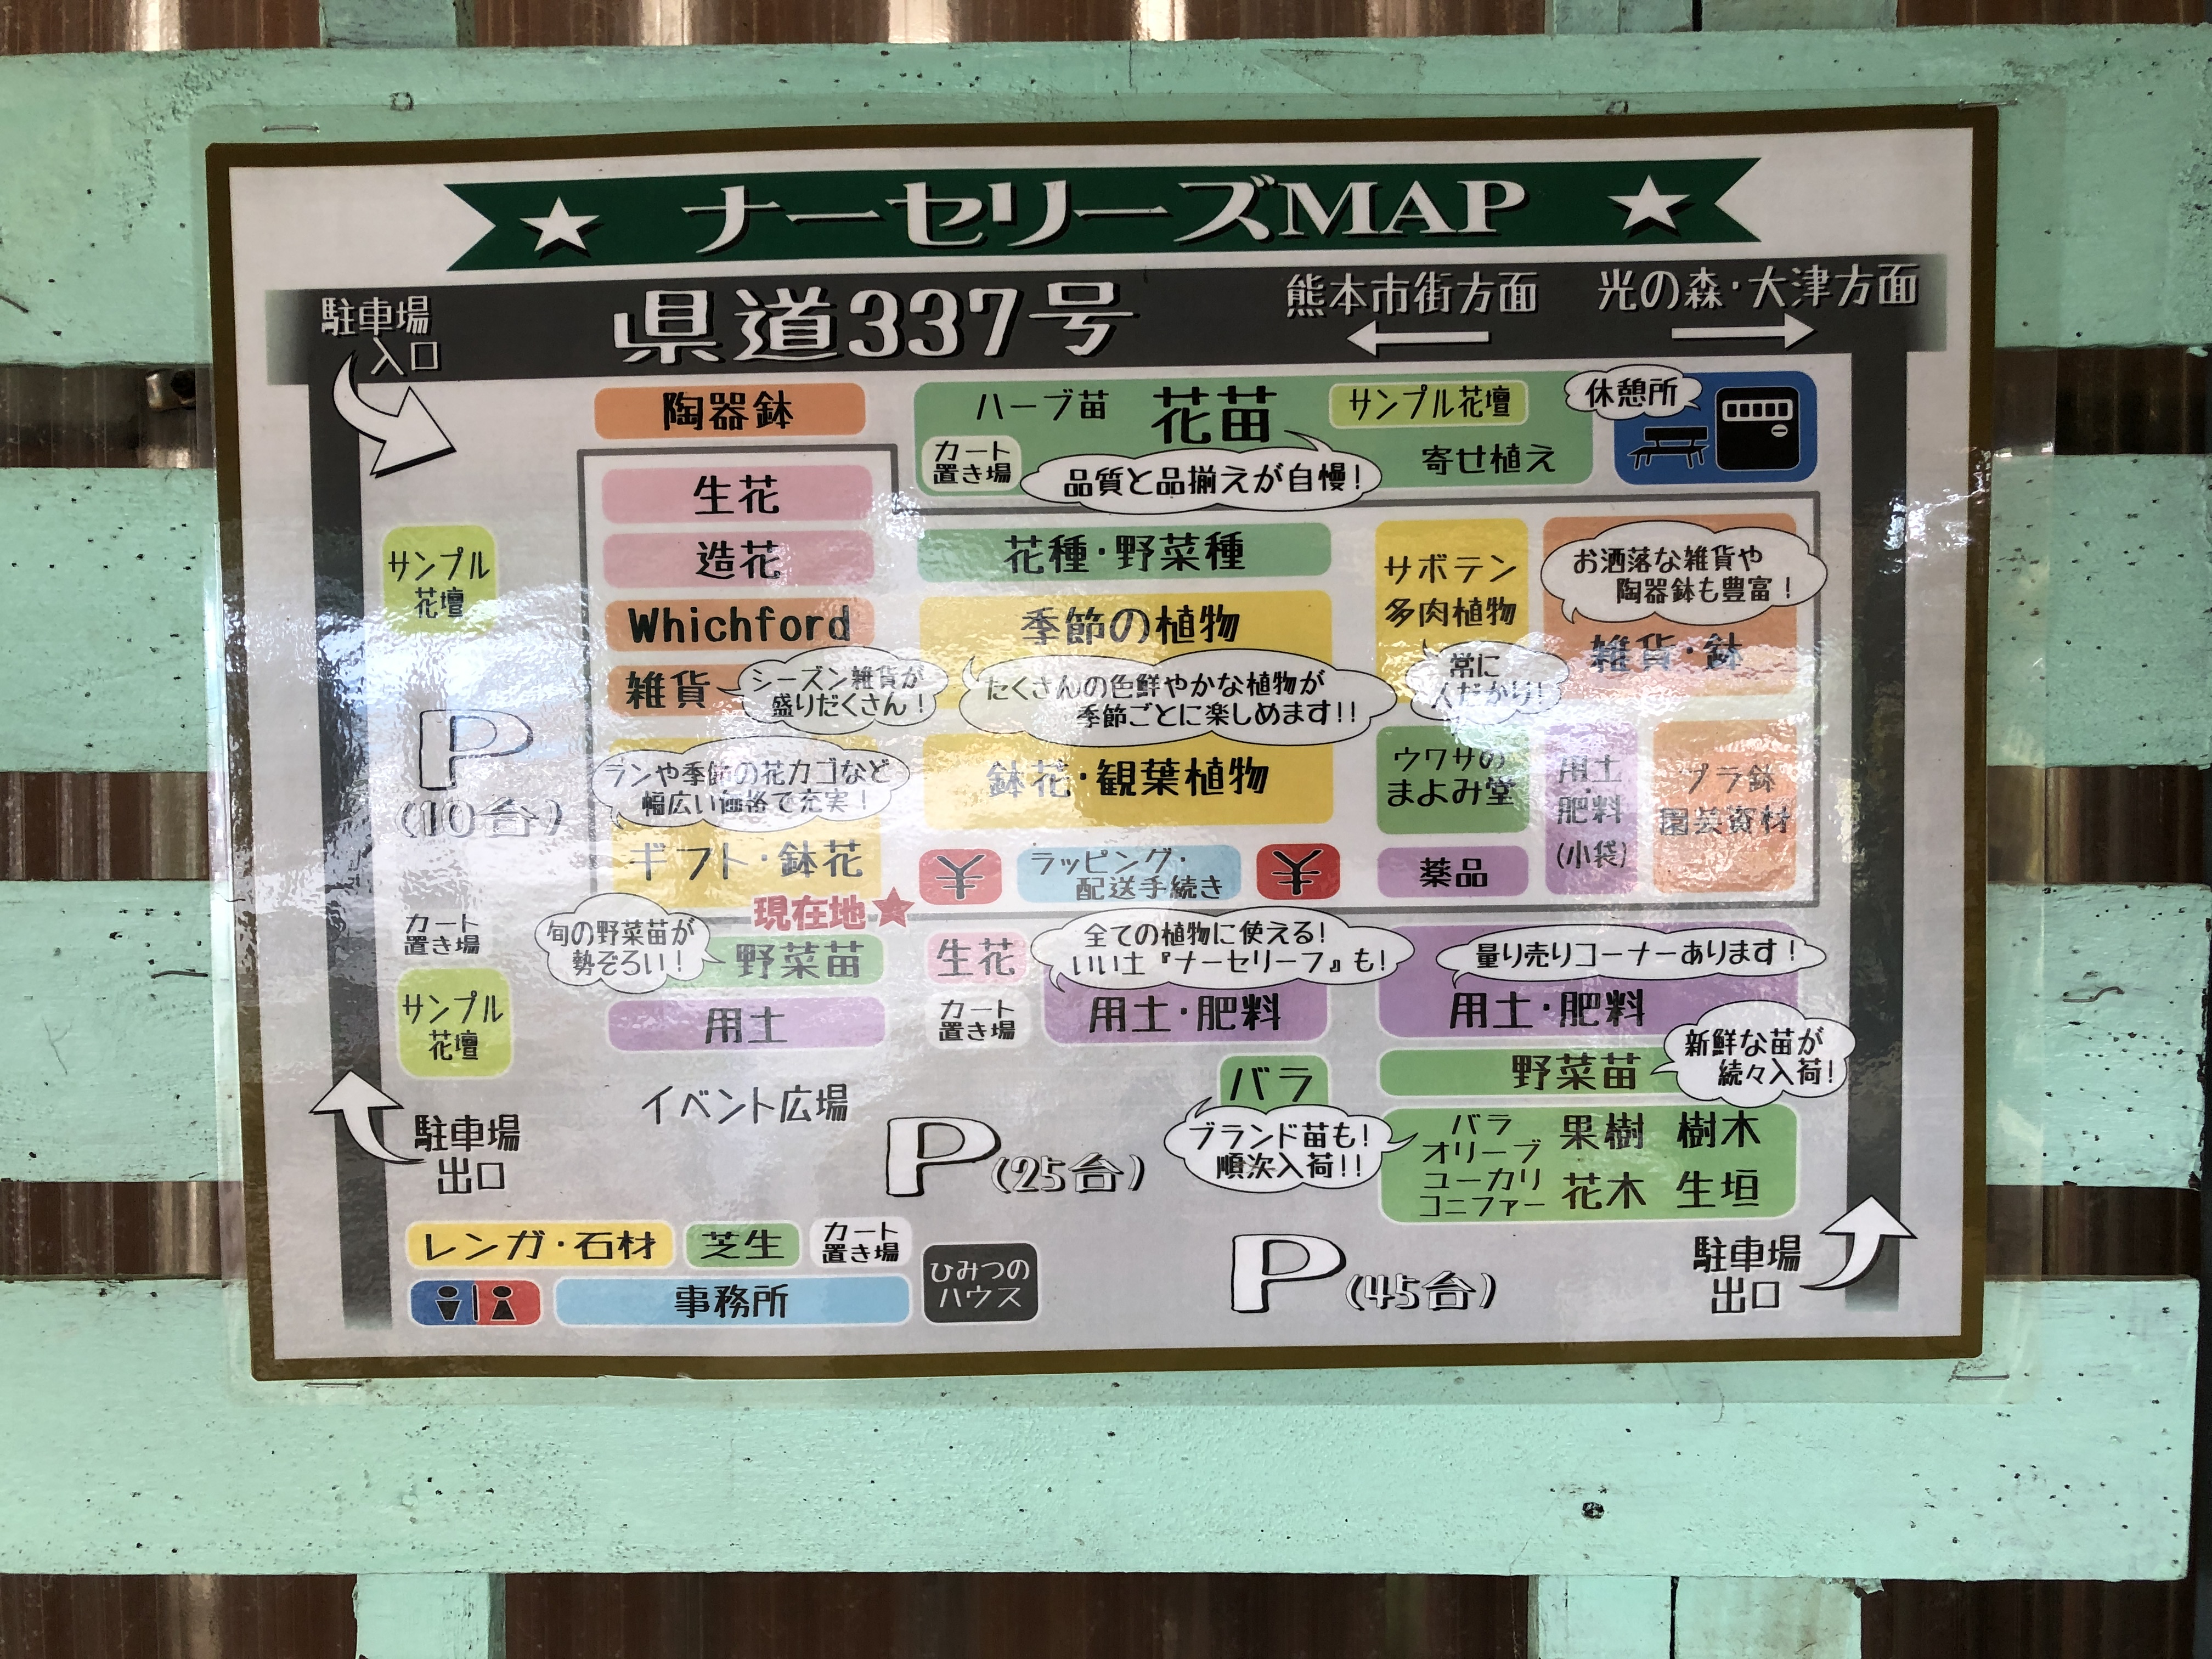 ナーセリーズMAP
駐車場
入口
県道337号
熊本市街方面
光の森・大津方面
陶器鉢
ハーブ苗
花苗
サンプル花壇
休憩所
カート
置き場
品質と品揃えが自慢!
寄せ植え
生花
造花
Whichford
雑貨
シーズン雑貨が
盛りだくさん!
花種・野菜種
季節の植物
たくさんの色鮮やかな植物が
季節ごとに楽しめます!!
サボテン
多肉植物
常に
人だかり!
お洒落な雑貨や
陶器鉢も豊富!
雑貨・鉢
サンプル
花壇
P
(10台)
ランや季節の花カゴなど
幅広い価格で充実!
ギフト・鉢花
鉢花・観葉植物
ウワサの
まよみ堂
用土
・
肥料
(小袋)
プラ鉢
園芸資材
¥
ラッピング・
配送手続き
¥
薬品
現在地
カート
置き場
旬の野菜苗が
勢ぞろい!
野菜苗
生花
全ての植物に使える!
いい土『ナーセリーフ』も!
用土・肥料
量り売りコーナーあります!
用土・肥料
サンプル
花壇
用土
カート
置き場
新鮮な苗が
続々入荷!
野菜苗
バラ
ブランド苗も!
順次入荷!!
イベント広場
P(25台)
バラ
オリーブ
ユーカリ
コニファー
果樹 樹木
花木 生垣
駐車場
出口
レンガ・石材
芝生
カート
置き場
事務所
ひみつの
ハウス
P(45台)
駐車場
出口